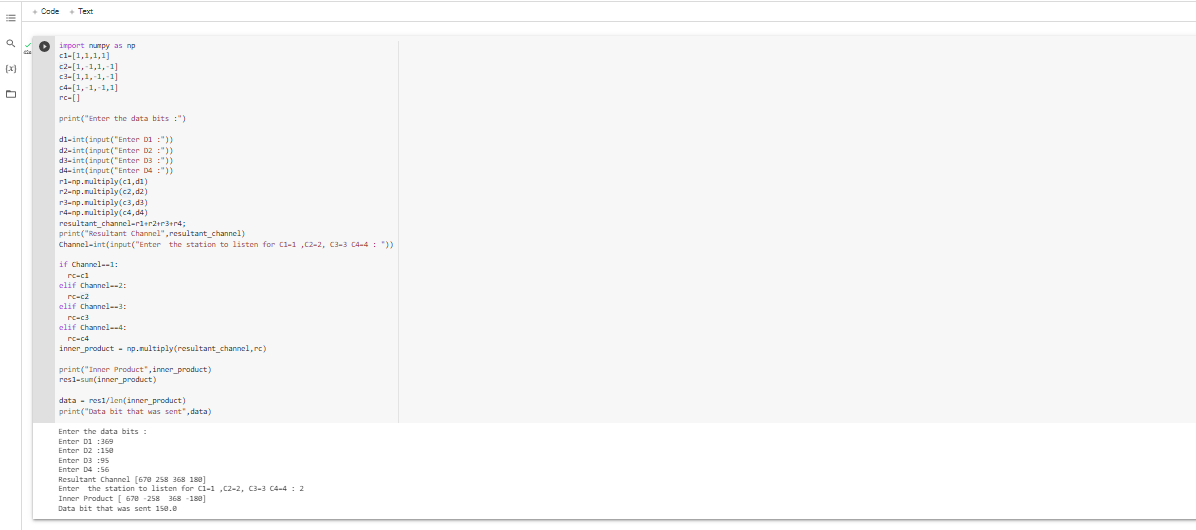 + Code + Text
{x}
import numpy as np
c1=[1,1,1,1]
c2=[1,-1,1,-1]
c3=[1,1,-1,-1]
c4=[1,-1,-1,1]
rc=[]
print("Enter the data bits :")
d1=int(input("Enter D1 :"))
d2=int(input("Enter D2 :"))
d3=int(input("Enter D3 :"))
d4=int(input("Enter D4 :"))
r1=np.multiply(c1,d1)
r2=np.multiply(c2,d2)
r3=np.multiply(c3,d3)
r4=np.multiply(c4,d4)
resultant_channel=r1+r2+r3+r4;
print("Resultant Channel",resultant_channel)
Channel=int(input("Enter  the station to listen for C1=1 ,C2=2, C3=3 C4=4 : "))
if Channel==1:
  rc=c1
elif Channel==2:
  rc=c2
elif Channel==3:
  rc=c3
elif Channel==4:
  rc=c4
inner_product = np.multiply(resultant_channel,rc)
print("Inner Product",inner_product)
res1=sum(inner_product)
data = res1/len(inner_product)
print("Data bit that was sent",data)
Enter the data bits :
Enter D1 :369
Enter D2 :150
Enter D3 :95
Enter D4 :56
Resultant Channel [670 258 368 180]
Enter  the station to listen for C1=1 ,C2=2, C3=3 C4=4 : 2
Inner Product [ 670 -258  368 -180]
Data bit that was sent 150.0